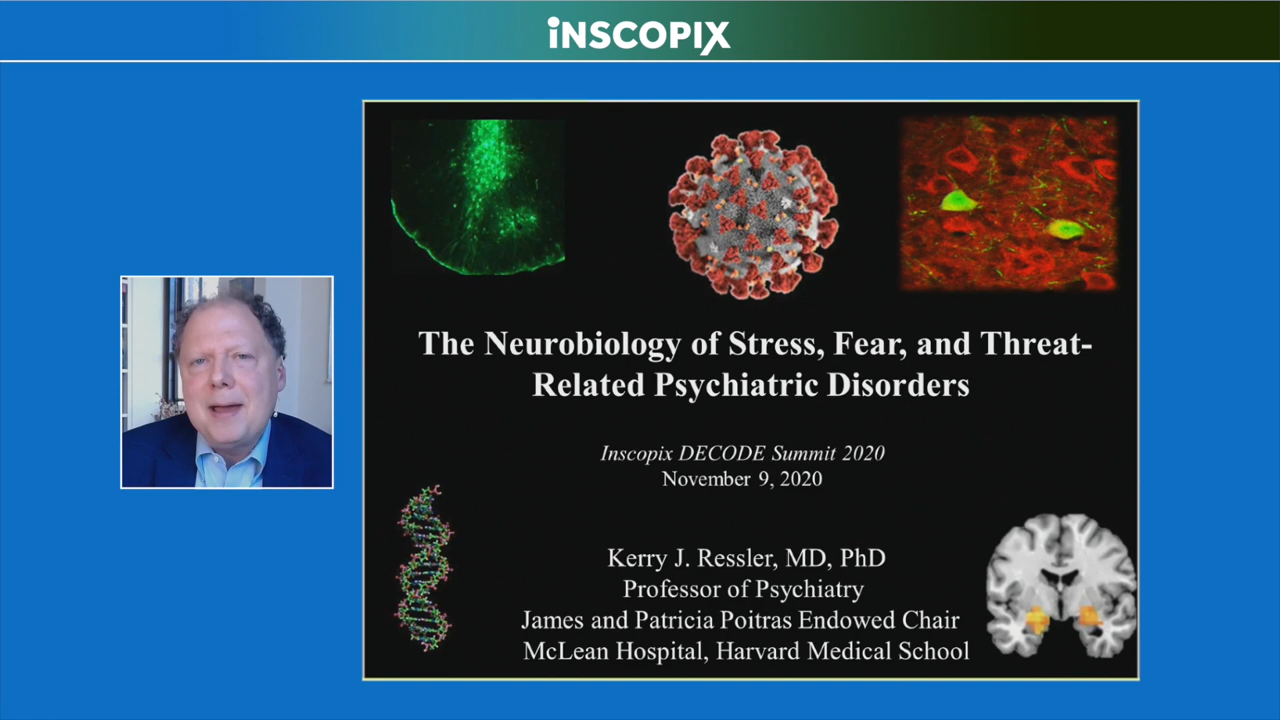 iNSCOPIX
The Neurobiology of Stress, Fear, and Threat-
Related Psychiatric Disorders
Inscopix DECODE Summit 2020
November 9, 2020
Kerry J. Ressler, MD, PhD
Professor of Psychiatry
James and Patricia Poitras Endowed Chair
McLean Hospital, Harvard Medical School